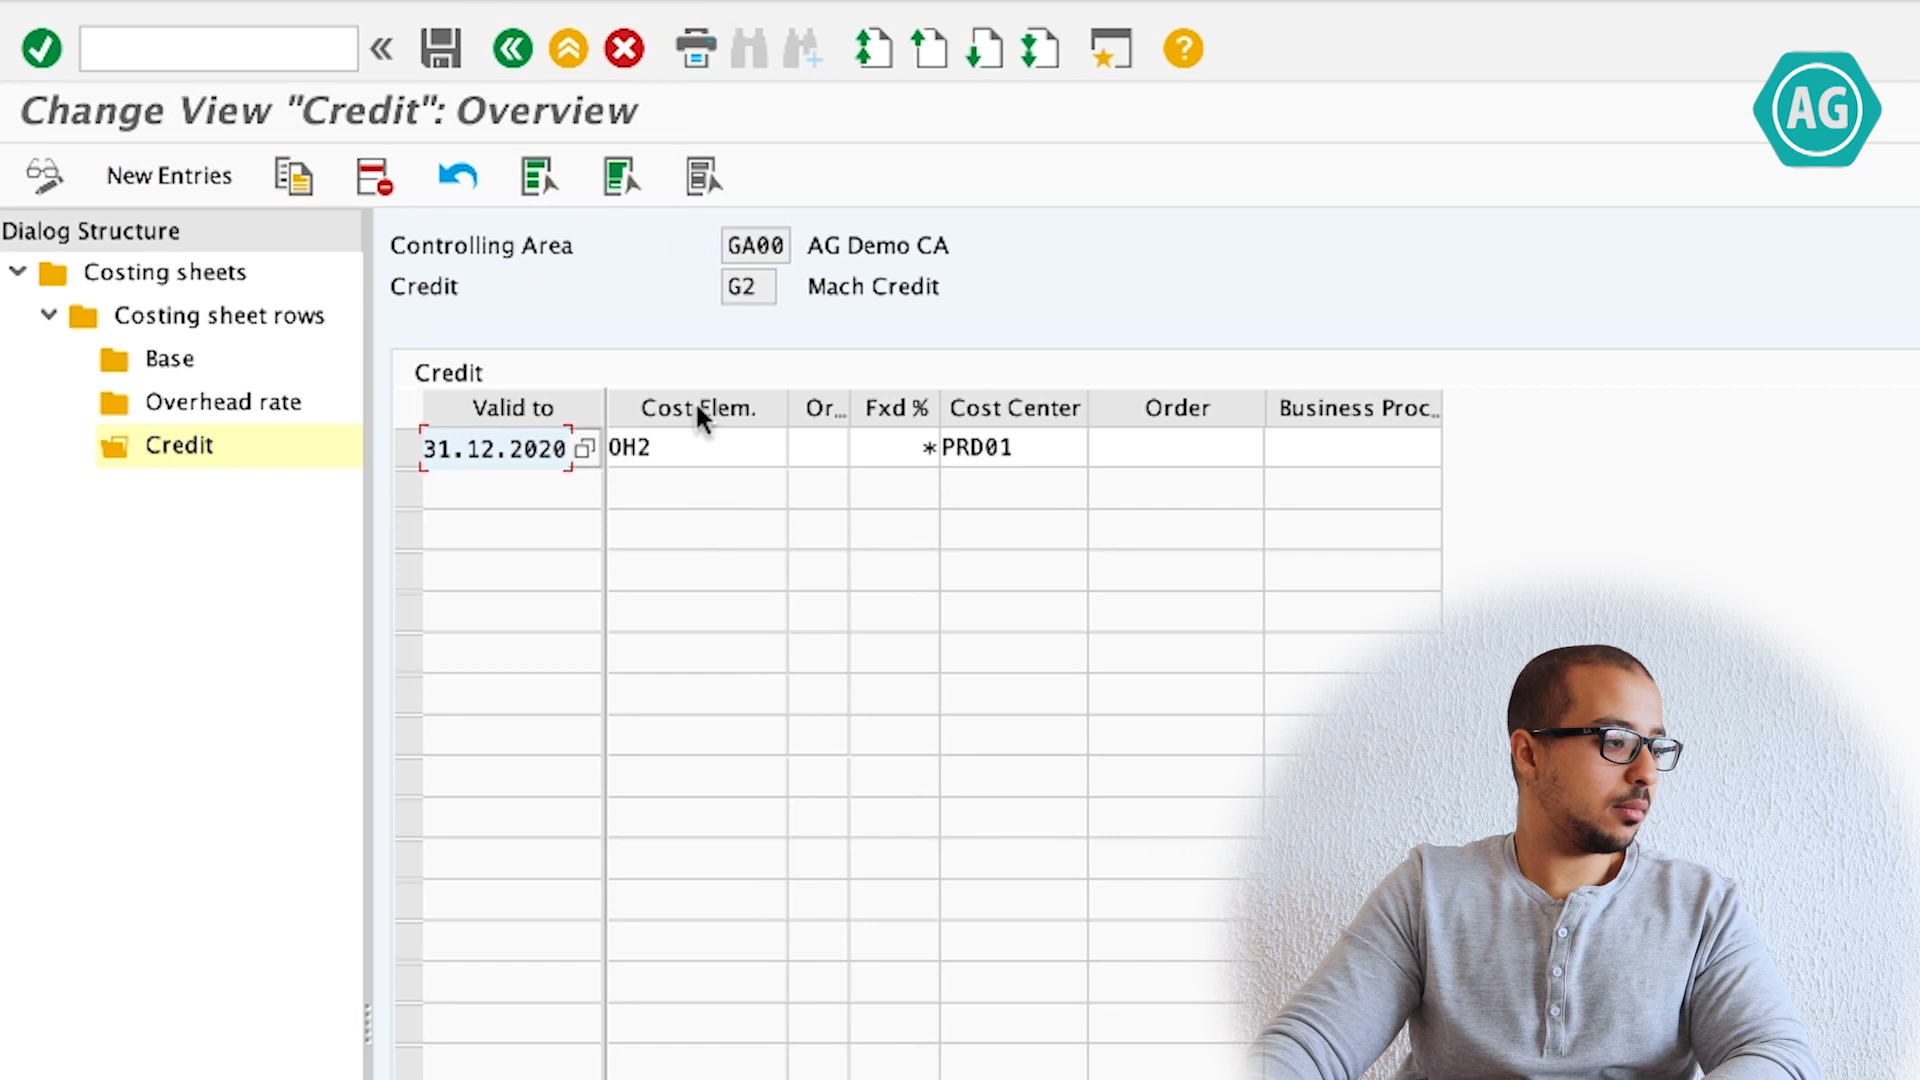 Change View "Credit": Overview
AG
New Entries
Dialog Structure
Costing sheets
Costing sheet rows
Base
Overhead rate
Credit
Controlling Area GA00 AG Demo CA
Credit G2 Mach Credit
Credit
Valid to Cost Elem. Or... Fxd % Cost Center Order Business Proc..
31.12.2020 OH2 * PRD01